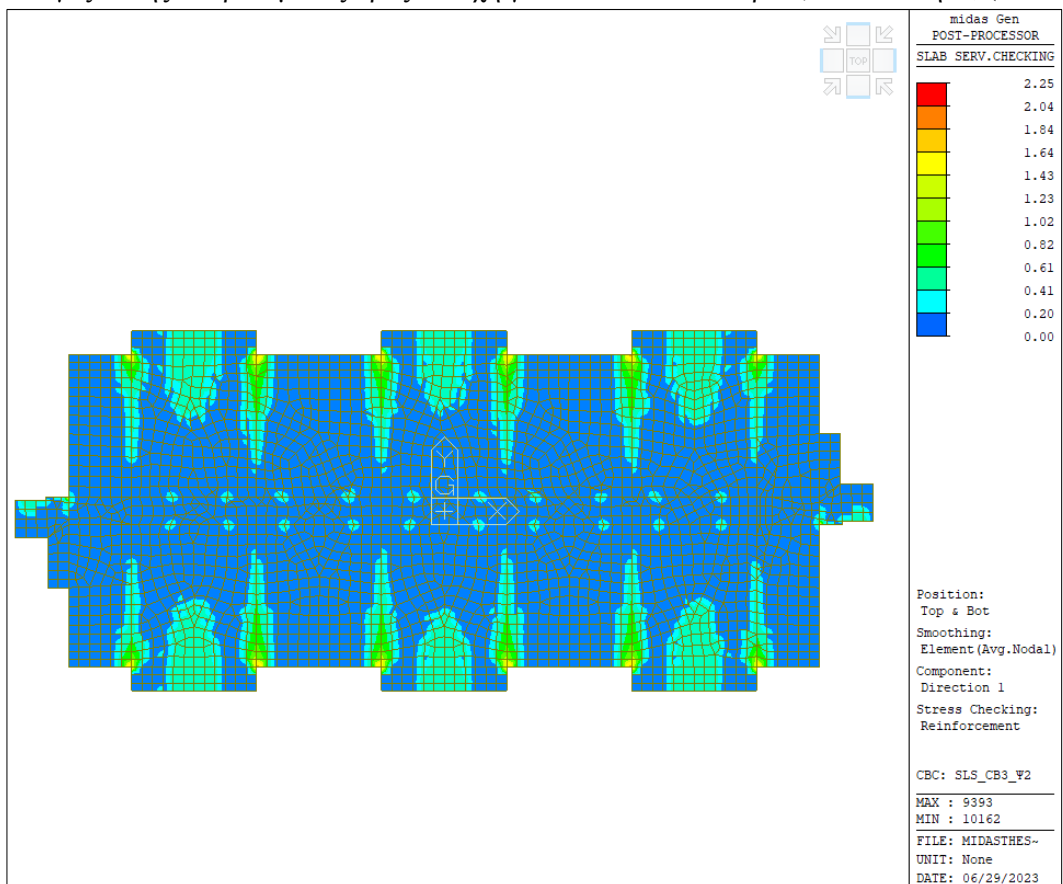 midas Gen
POST-PROCESSOR
SLAB SERV.CHECKING
2.25
2.04
1.84
1.64
1.43
1.23
1.02
0.82
0.61
0.41
0.20
0.00
TOP
Y
G
X
Position:
Top & Bot
Smoothing:
Element(Avg.Nodal)
Component:
Direction 1
Stress Checking:
Reinforcement
CBC: SLS_CB3_Ψ2
MAX : 9393
MIN : 10162
FILE: MIDASTHES~
UNIT: None
DATE: 06/29/2023